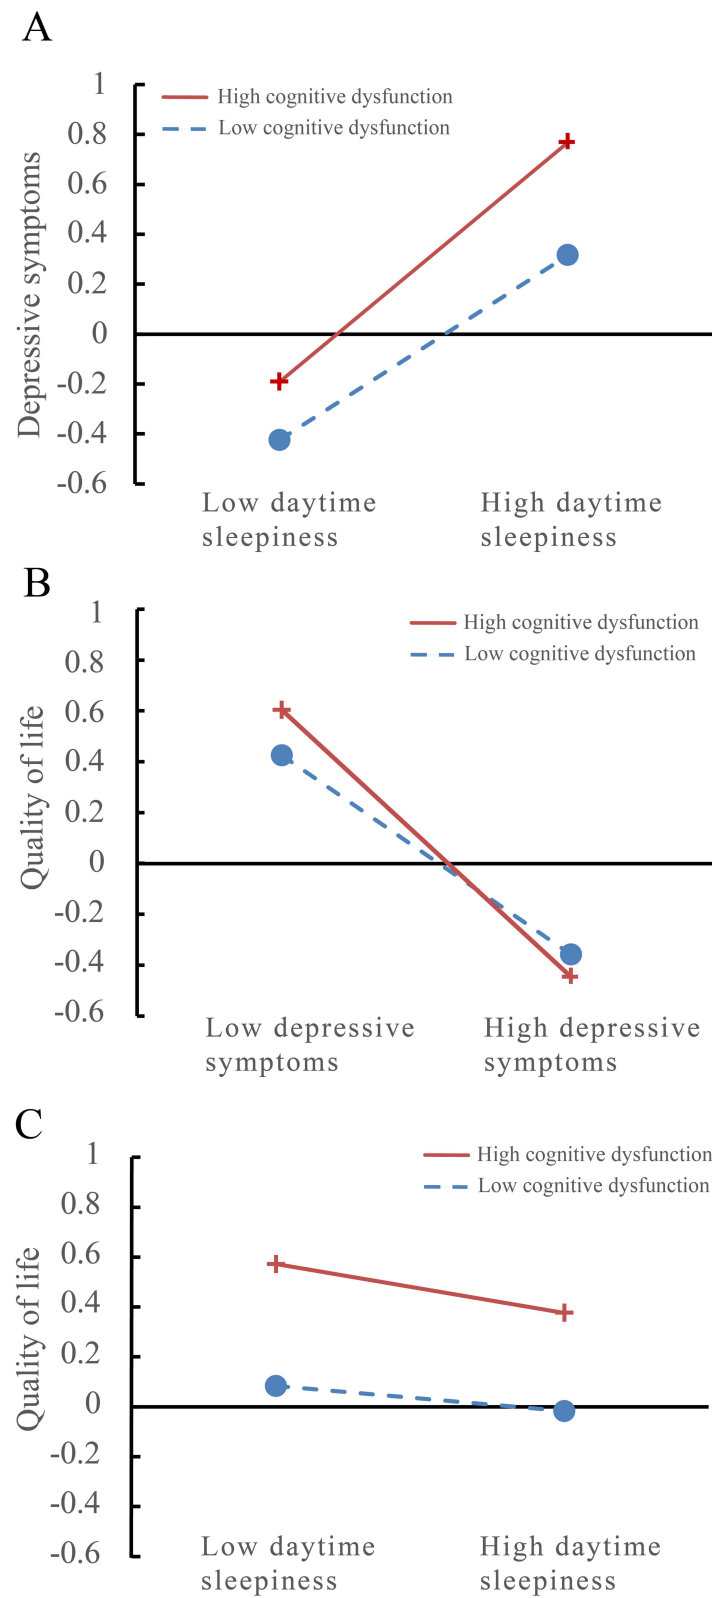 A
1
0.8
0.6
0.4
0.2
0
-0.2
-0.4
-0.6
Depressive symptoms
High cognitive dysfunction
Low cognitive dysfunction
Low daytime
sleepiness
High daytime
sleepiness
B
1
0.8
0.6
0.4
0.2
0
-0.2
-0.4
-0.6
Quality of life
High cognitive dysfunction
Low cognitive dysfunction
Low depressive
symptoms
High depressive
symptoms
C
1
0.8
0.6
0.4
0.2
0
-0.2
-0.4
-0.6
Quality of life
High cognitive dysfunction
Low cognitive dysfunction
Low daytime
sleepiness
High daytime
sleepiness